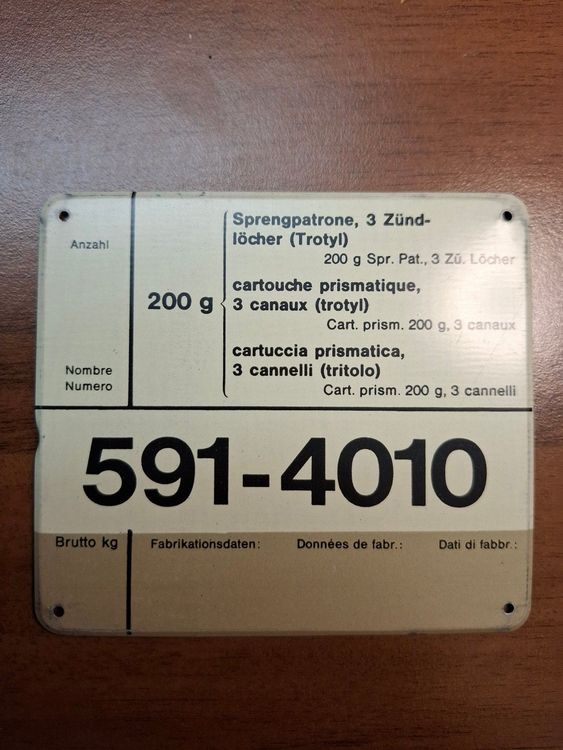 Anzahl
Nombre
Numero
200 g
Sprengpatrone, 3 Zünd-
löcher (Trotyl)
200 g Spr. Pat., 3 Zü. Löcher
cartouche prismatique,
3 canaux (trotyl)
Cart. prism. 200 g, 3 canaux
cartuccia prismatica,
3 cannelli (tritolo)
Cart. prism. 200 g, 3 cannelli
591-4010
Brutto kg
Fabrikationsdaten: Données de fabr.: Dati di fabbr.: